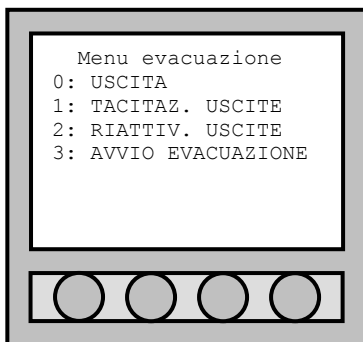 Menu evacuazione
0: USCITA
1: TACITAZ. USCITE
2: RIATTIV. USCITE
3: AVVIO EVACUAZIONE